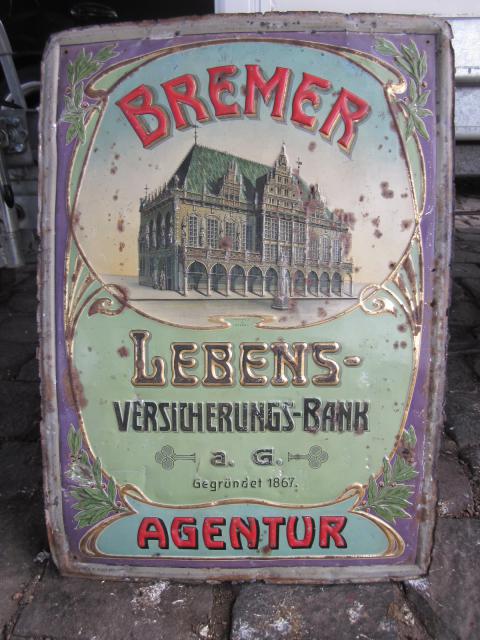 BREMER
LEBENS-
VERSICHERUNGS-BANK
a. G.
Gegründet 1867.
AGENTUR